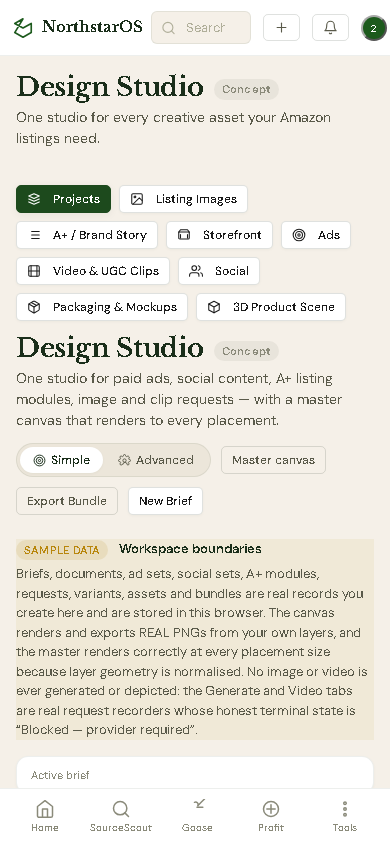 NorthstarOS Search 2
Design Studio Concept
One studio for every creative asset your Amazon
listings need.
Projects Listing Images
A+ / Brand Story Storefront Ads
Video & UGC Clips Social
Packaging & Mockups 3D Product Scene
Design Studio Concept
One studio for paid ads, social content, A+ listing
modules, image and clip requests — with a master
canvas that renders to every placement.
Simple Advanced Master canvas
Export Bundle New Brief
SAMPLE DATA Workspace boundaries
Briefs, documents, ad sets, social sets, A+ modules,
requests, variants, assets and bundles are real records you
create here and are stored in this browser. The canvas
renders and exports REAL PNGs from your own layers, and
the master renders correctly at every placement size
because layer geometry is normalised. No image or video is
ever generated or depicted: the Generate and Video tabs
are real request recorders whose honest terminal state is
“Blocked — provider required”.
Active brief
Home SourceScout Goose Profit Tools